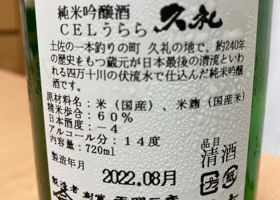 純米吟醸酒
CELうらら 久礼
土佐の一本釣りの町 久礼の地で、約240年
の歴史をもつ蔵元が日本最後の清流といわ
れる四万十川の伏流水で仕込んだ純米吟醸
酒です。
原材料名：米（国産）、米麹（国産米）
精米歩合：60%
日本酒度：-4
アルコール分：14度
内容量：720ml
製造年月
2022.08月
品目
清酒